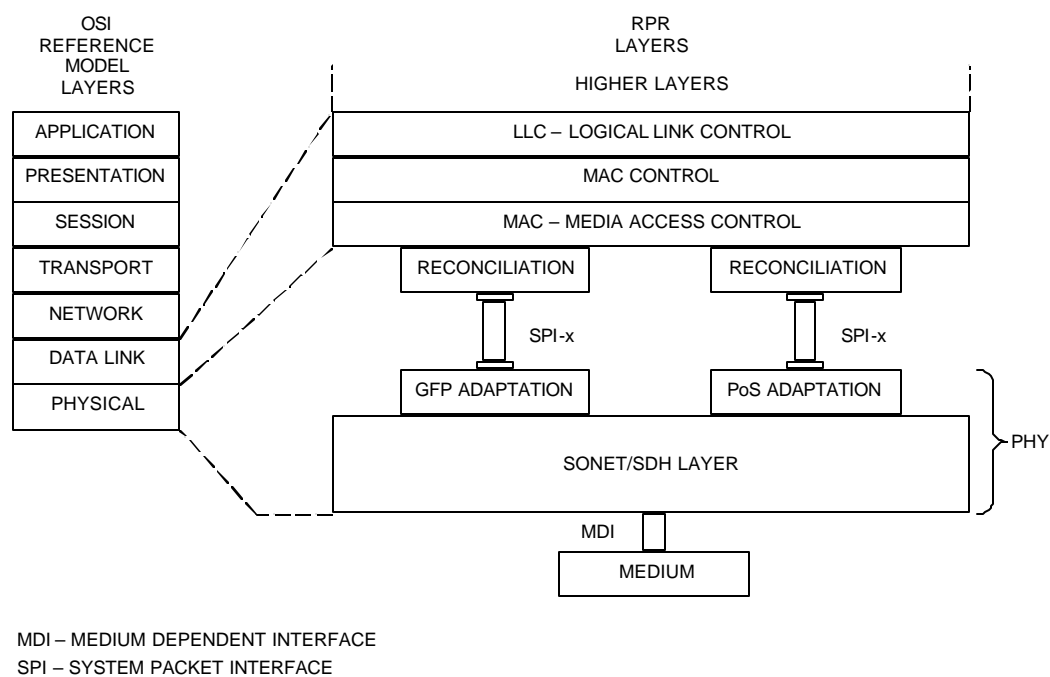 OSI
REFERENCE
MODEL
LAYERS
APPLICATION
PRESENTATION
SESSION
TRANSPORT
NETWORK
DATA LINK
PHYSICAL
RPR
LAYERS
HIGHER LAYERS
LLC – LOGICAL LINK CONTROL
MAC CONTROL
MAC – MEDIA ACCESS CONTROL
RECONCILIATION
RECONCILIATION
SPI-x
SPI-x
GFP ADAPTATION
PoS ADAPTATION
PHY
SONET/SDH LAYER
MDI
MEDIUM
MDI – MEDIUM DEPENDENT INTERFACE
SPI – SYSTEM PACKET INTERFACE